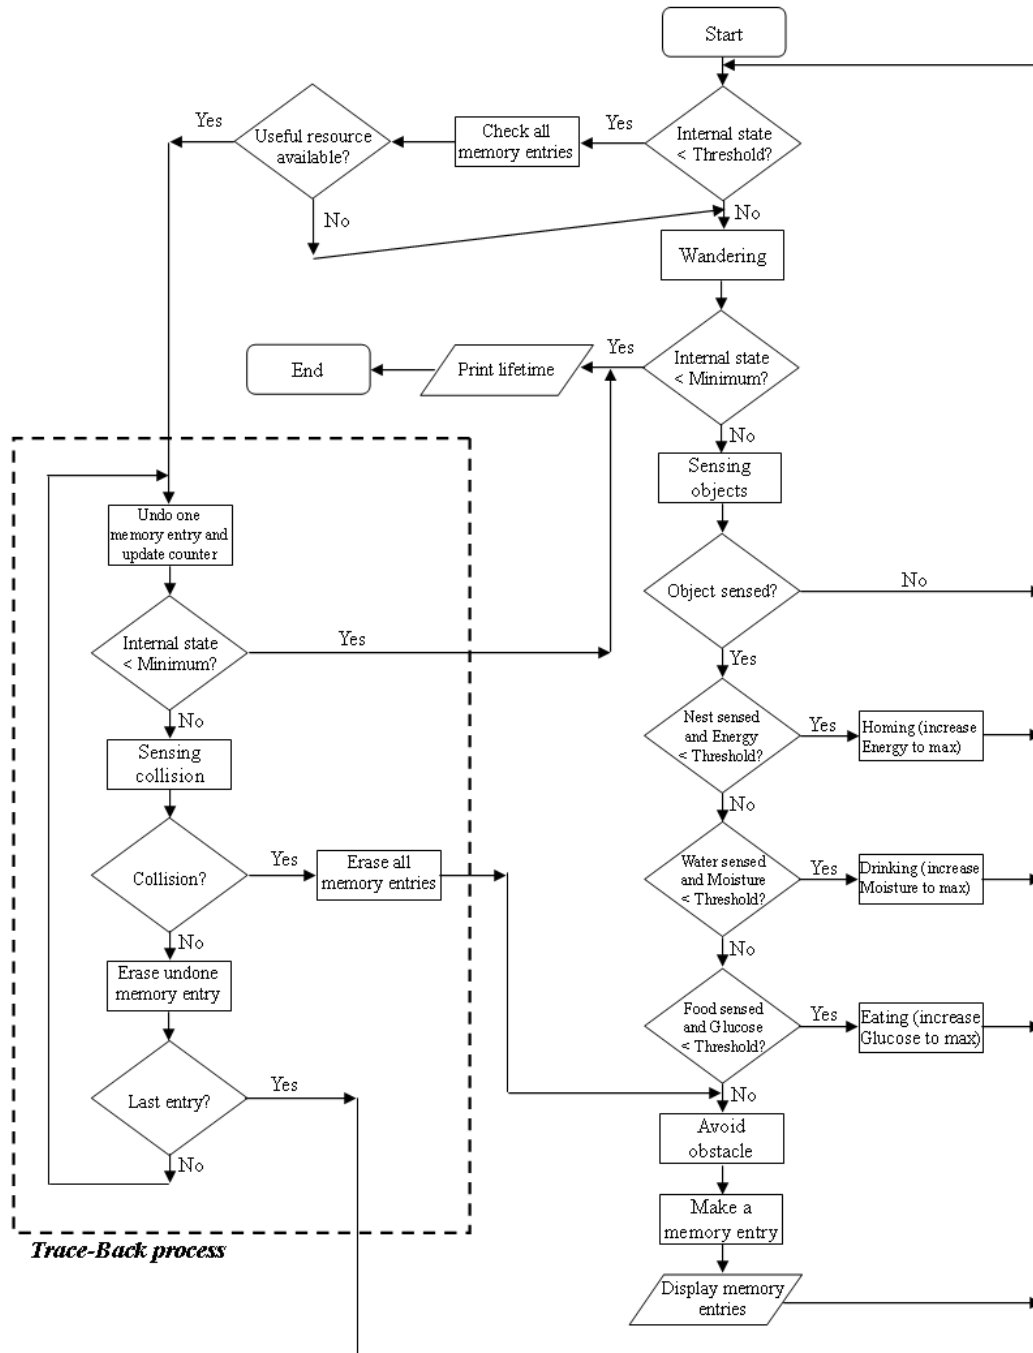 Start
Internal state
< Threshold?
Yes
No
Check all
memory entries
Useful resource
available?
Yes
No
Wandering
Internal state
< Minimum?
Yes
No
Print lifetime
End
Sensing
objects
Object sensed?
No
Yes
Nest sensed
and Energy
< Threshold?
Yes
Homing (increase
Energy to max)
No
Water sensed
and Moisture
< Threshold?
Yes
Drinking (increase
Moisture to max)
No
Food sensed
and Glucose
< Threshold?
Yes
Eating (increase
Glucose to max)
No
Avoid
obstacle
Make a
memory entry
Display memory
entries
Undo one
memory entry and
update counter
Internal state
< Minimum?
Yes
No
Sensing
collision
Collision?
Yes
Erase all
memory entries
No
Erase undone
memory entry
Last entry?
Yes
No
Trace-Back process